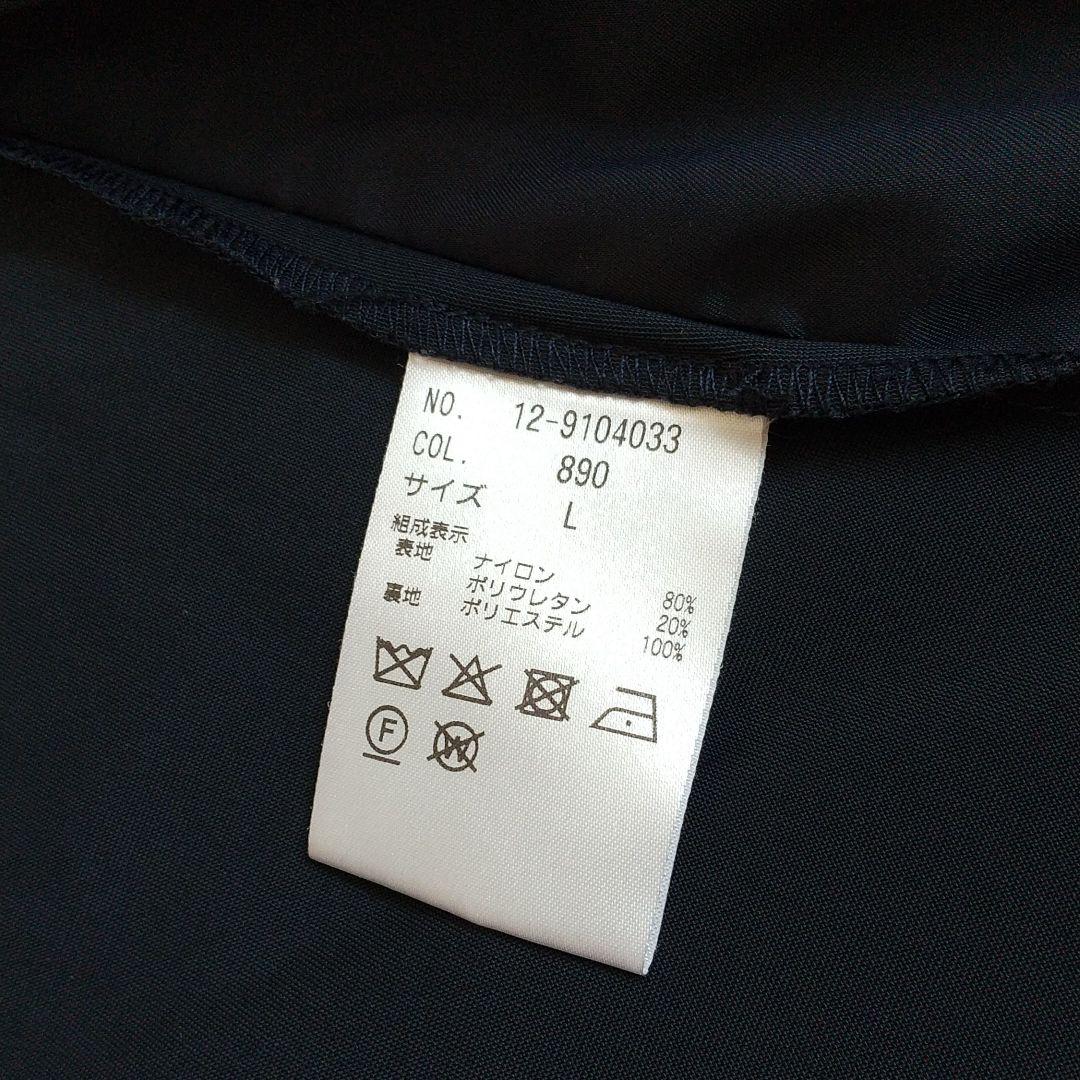 NO. 12-9104033
COL. 890
サイズ L
組成表示
表地 ナイロン 80%
ポリウレタン 20%
裏地 ポリエステル 100%
F W